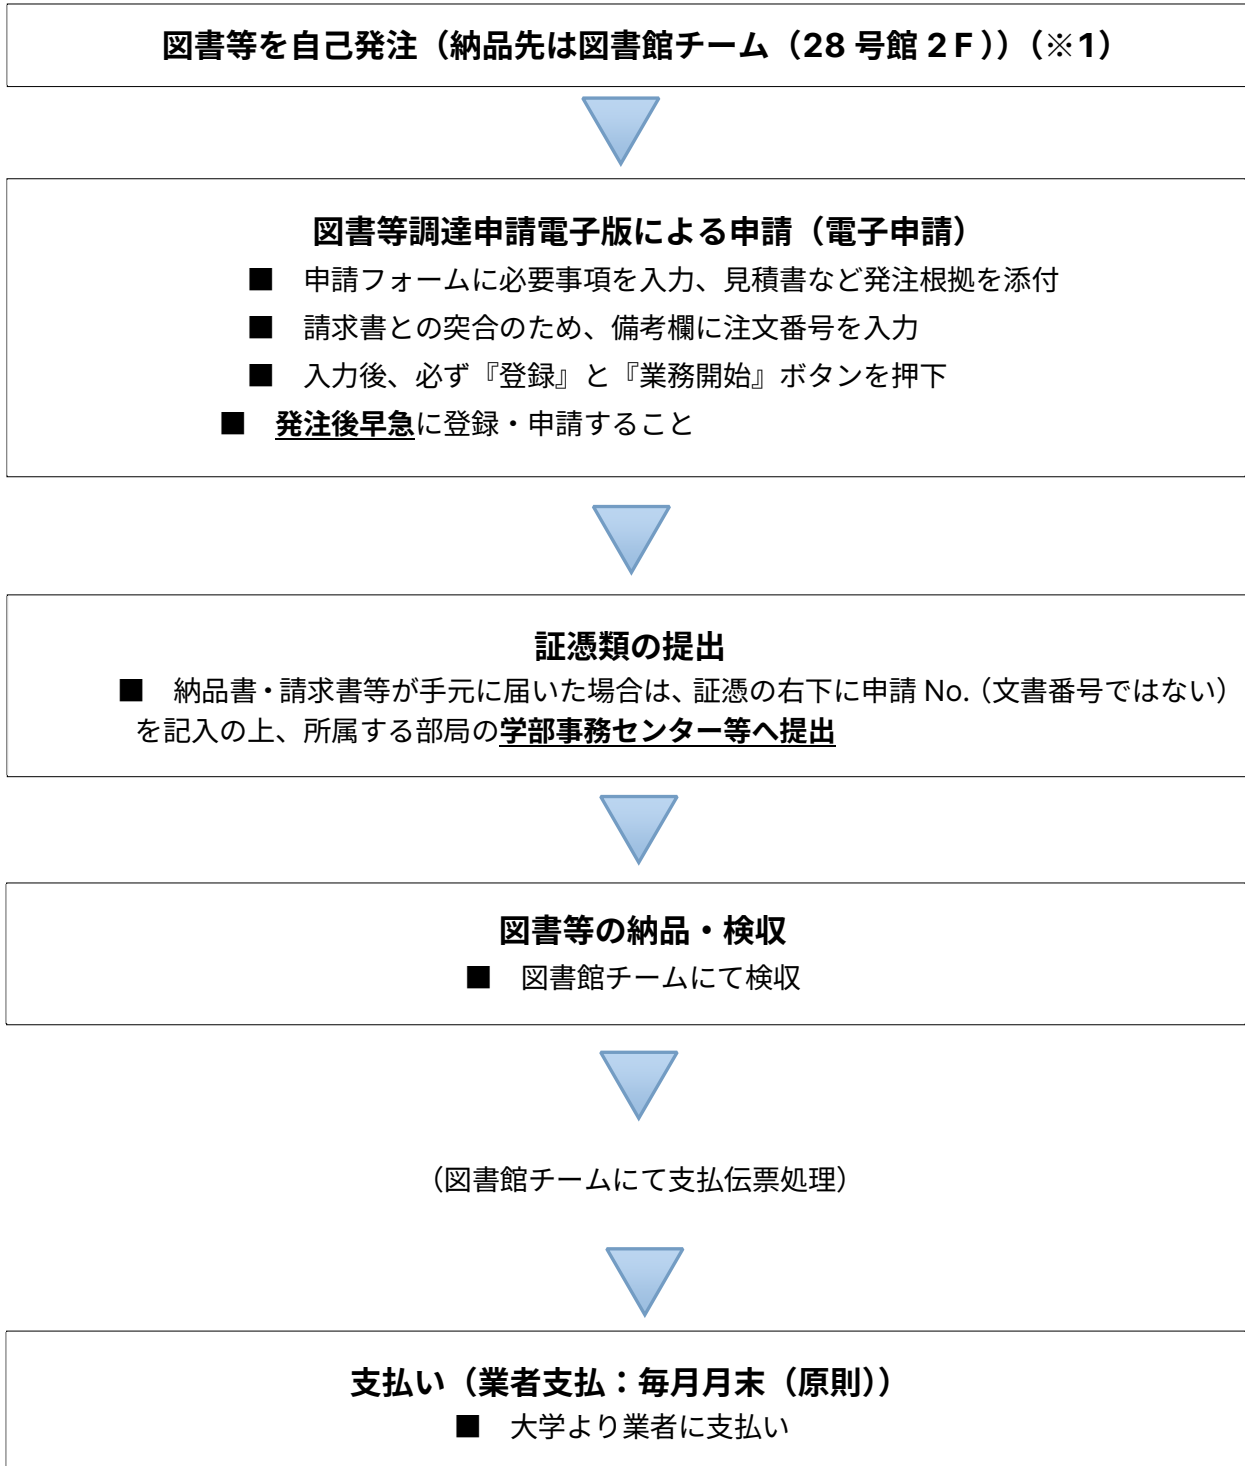 図書等を自己発注（納品先は図書館チーム（28 号館 2Ｆ））（※1）
図書等調達申請電子版による申請（電子申請）
■ 申請フォームに必要事項を入力、見積書など発注根拠を添付
■ 請求書との突合のため、備考欄に注文番号を入力
■ 入力後、必ず『登録』と『業務開始』ボタンを押下
■ 発注後早急に登録・申請すること
証憑類の提出
■ 納品書・請求書等が手元に届いた場合は、証憑の右下に申請 No.（文書番号ではない）
を記入の上、所属する部局の学部事務センター等へ提出
図書等の納品・検収
■ 図書館チームにて検収
（図書館チームにて支払伝票処理）
支払い（業者支払：毎月月末（原則））
■ 大学より業者に支払い